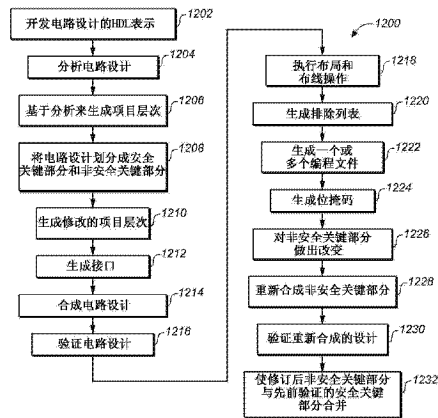 开发电路设计的HDL表示
1202
分析电路设计
1204
基于分析来生成项目层次
1206
将电路设计划分成安全
关键部分和非安全关键部分
1208
生成修改的项目层次
1210
生成接口
1212
合成电路设计
1214
验证电路设计
1216
1200
执行布局和
布线操作
1218
生成排除列表
1220
生成一个或
多个编程文件
1222
生成位掩码
1224
对非安全关键部分
做出改变
1226
重新合成非安全关键部分
1228
验证重新合成的设计
1230
使修订后非安全关键部分
与先前验证的安全关键
部分合并
1232